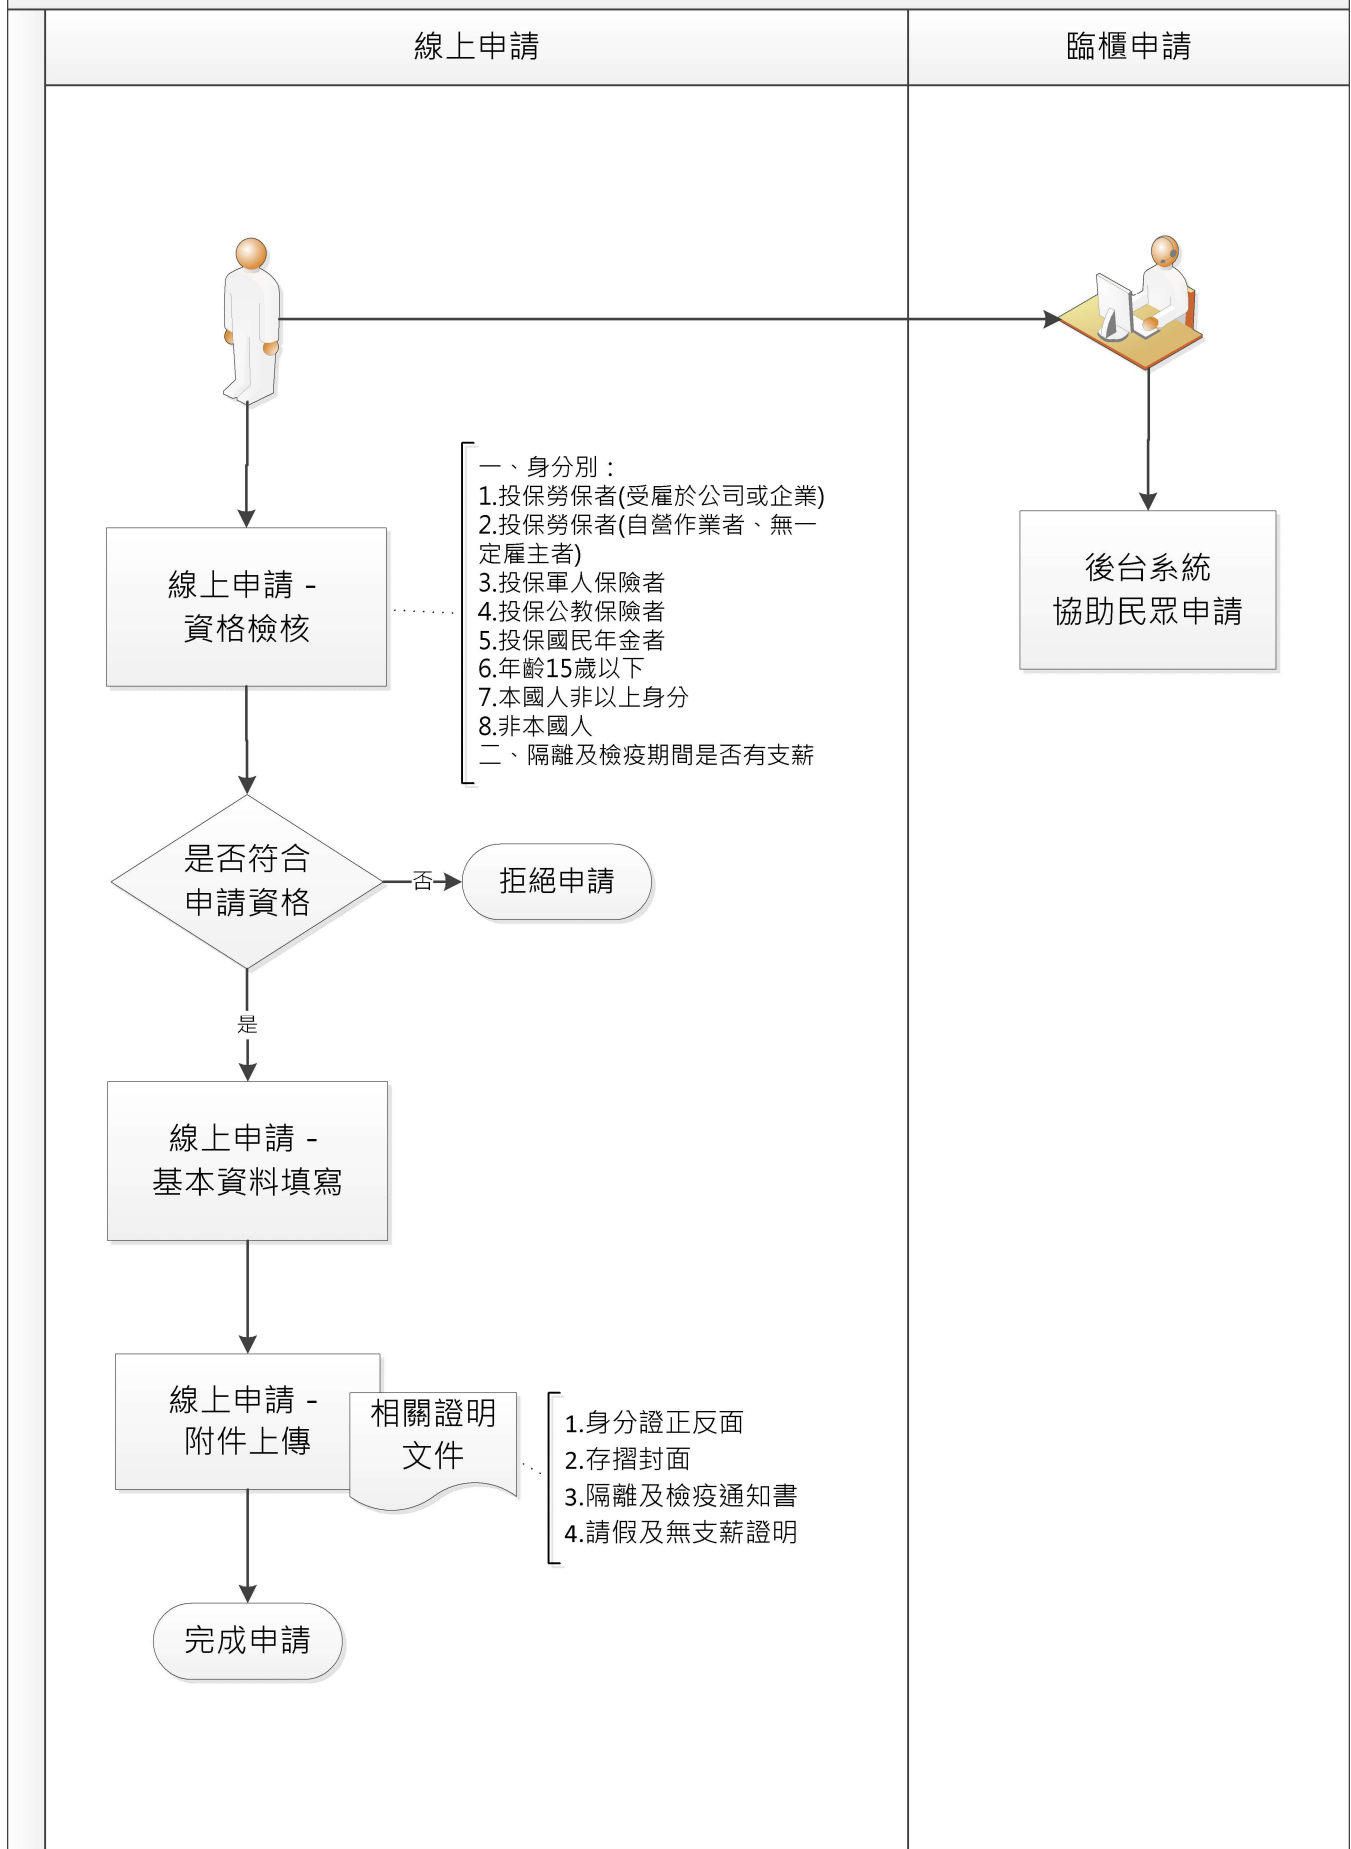 線上申請
臨櫃申請
一、身分別：
1.投保勞保者(受雇於公司或企業)
2.投保勞保者(自營作業者、無一
定雇主者)
3.投保軍人保險者
4.投保公教保險者
5.投保國民年金者
6.年齡15歲以下
7.本國人非以上身分
8.非本國人
二、隔離及檢疫期間是否有支薪
線上申請 -
資格檢核
後台系統
協助民眾申請
是否符合
申請資格
否
拒絕申請
是
線上申請 -
基本資料填寫
線上申請 -
附件上傳
相關證明
文件
1.身分證正反面
2.存摺封面
3.隔離及檢疫通知書
4.請假及無支薪證明
完成申請